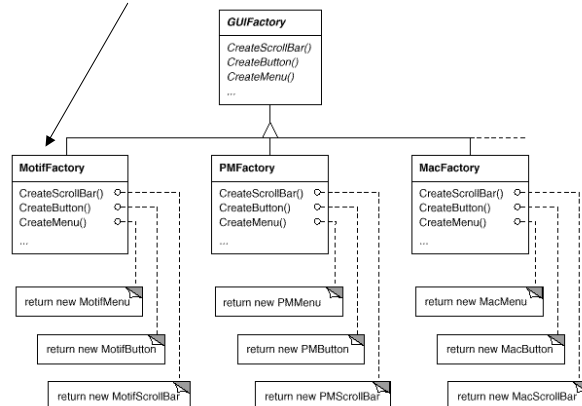 GUIFactory
CreateScrollBar()
CreateButton()
CreateMenu()
...
MotifFactory
CreateScrollBar()
CreateButton()
CreateMenu()
...
PMFactory
CreateScrollBar()
CreateButton()
CreateMenu()
...
MacFactory
CreateScrollBar()
CreateButton()
CreateMenu()
...
return new MotifMenu
return new PMMenu
return new MacMenu
return new MotifButton
return new PMButton
return new MacButton
return new MotifScrollBar
return new PMScrollBar
return new MacScrollBar